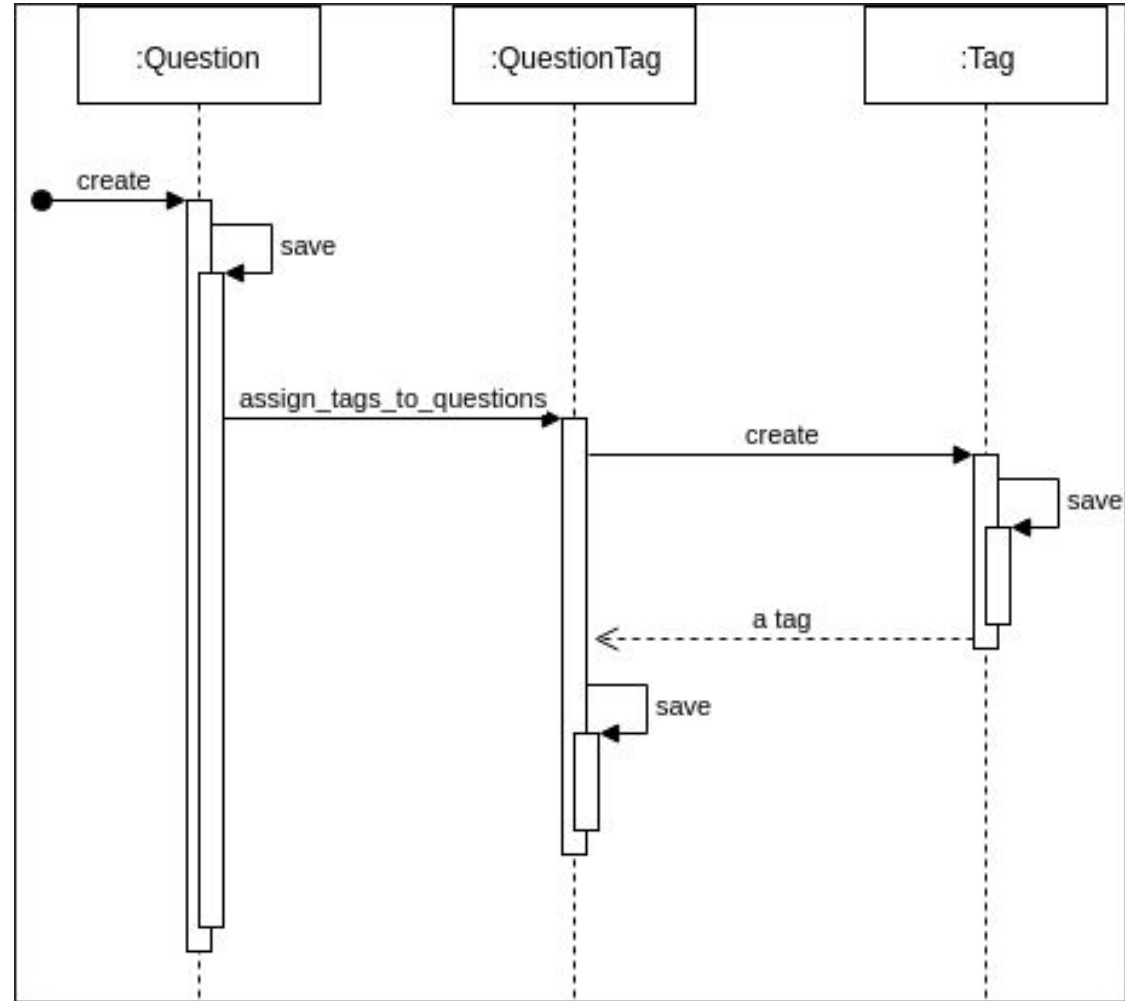 :Question
:QuestionTag
:Tag
create
save
assign_tags_to_questions
create
save
a tag
save